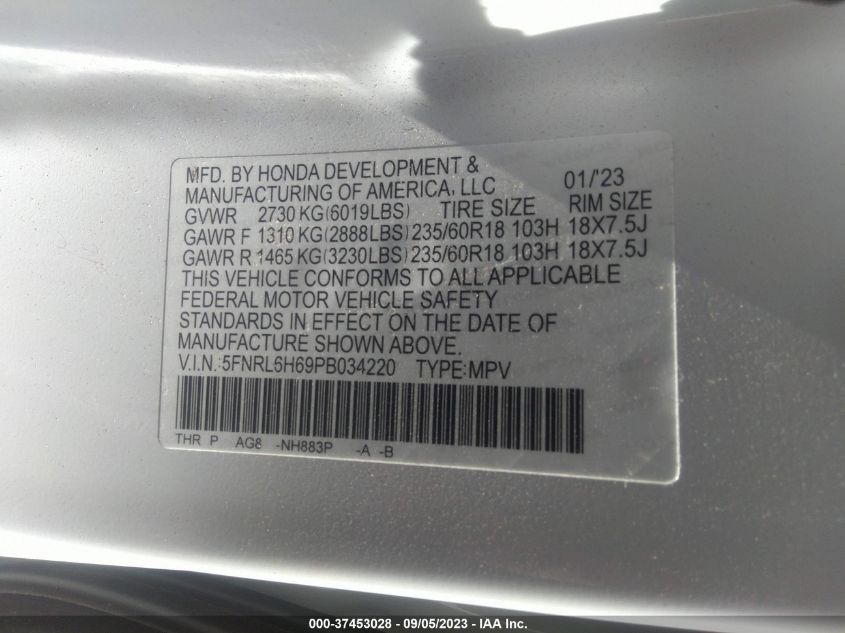 MFD. BY HONDA DEVELOPMENT &
MANUFACTURING OF AMERICA, LLC 01/'23
GVWR 2730 KG(6019LBS) TIRE SIZE RIM SIZE
GAWR F 1310 KG(2888LBS) 235/60R18 103H 18X7.5J
GAWR R 1465 KG(3230LBS) 235/60R18 103H 18X7.5J
THIS VEHICLE CONFORMS TO ALL APPLICABLE
FEDERAL MOTOR VEHICLE SAFETY
STANDARDS IN EFFECT ON THE DATE OF
MANUFACTURE SHOWN ABOVE.
V.I.N.:5FNRL6H69PB034220 TYPE:MPV
THR P AG8 -NH883P -A -B
000-37453028 - 09/05/2023 - IAA Inc.